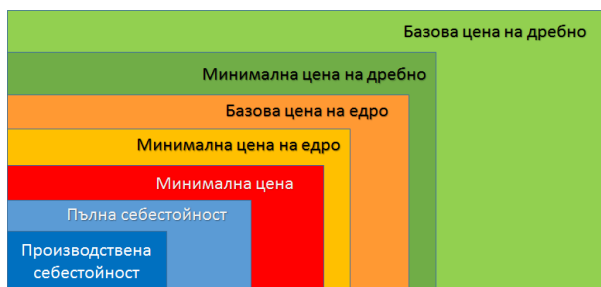 Базова цена на дребно
Минимална цена на дребно
Базова цена на едро
Минимална цена на едро
Минимална цена
Пълна себестойност
Производствена
себестойност